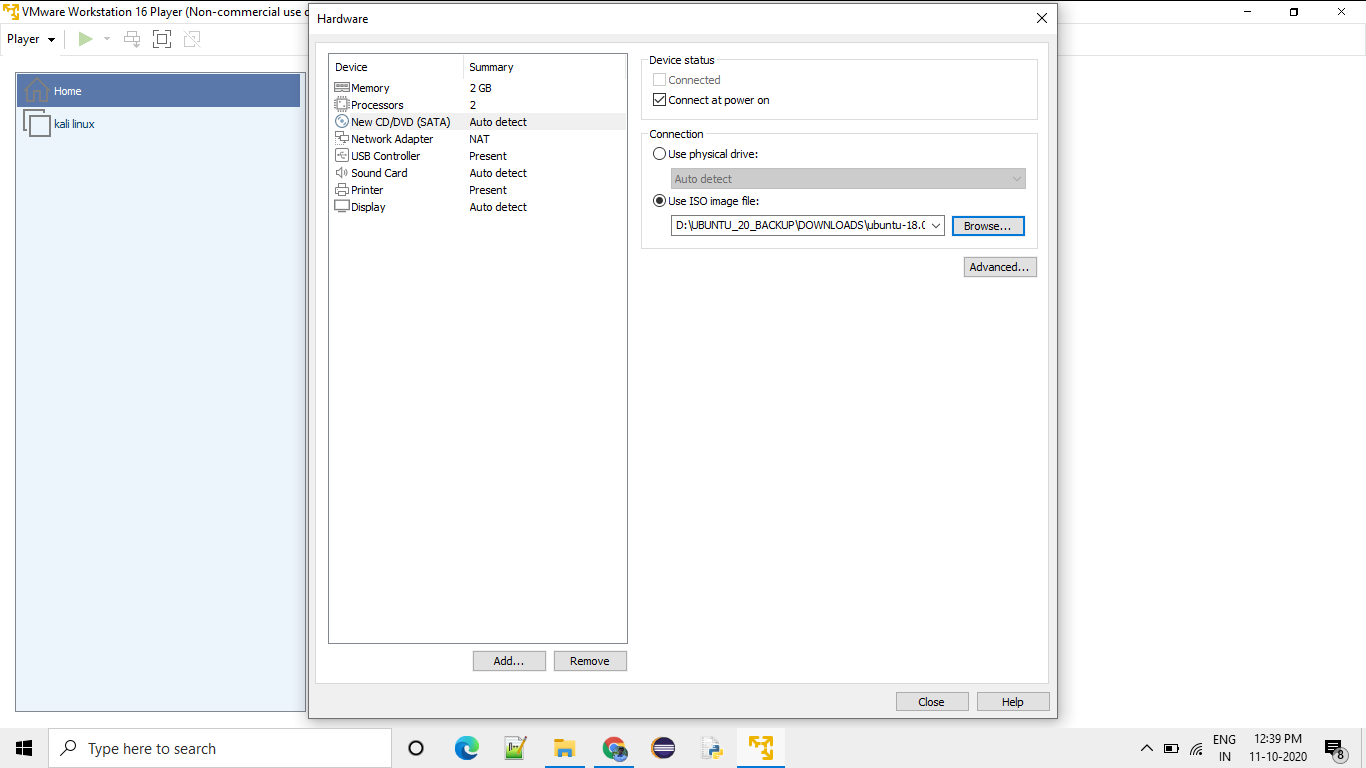 VMware Workstation 16 Player (Non-commercial use
Hardware
Player
Home
kali linux
Device Summary
Memory 2 GB
Processors 2
New CD/DVD (SATA) Auto detect
Network Adapter NAT
USB Controller Present
Sound Card Auto detect
Printer Present
Display Auto detect
Add... Remove
Device status
Connected
Connect at power on
Connection
Use physical drive:
Auto detect
Use ISO image file:
D:\UBUNTU_20_BACKUP\DOWNLOADS\ubuntu-18.0 Browse...
Advanced...
Close Help
Type here to search
ENG
IN
12:39 PM
11-10-2020
8